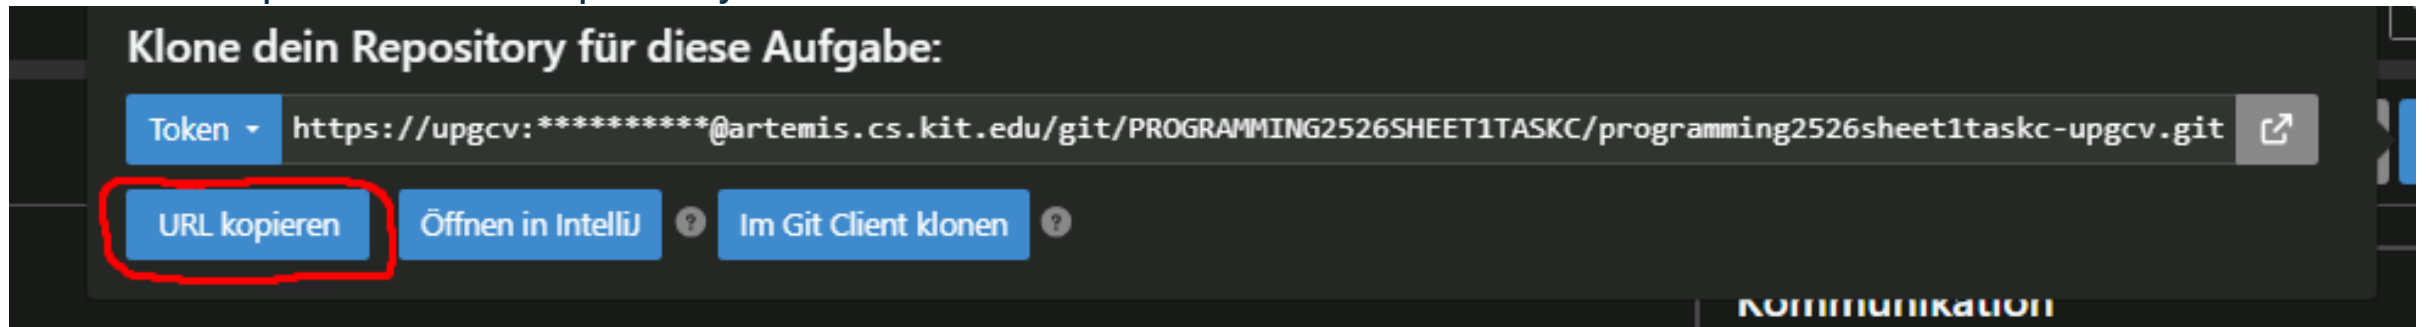 Klone dein Repository für diese Aufgabe:
Token https://upgcv:**********@artemis.cs.kit.edu/git/PROGRAMMING2526SHEET1TASKC/programming2526sheet1taskc-upgcv.git
URL kopieren Öffnen in IntelliJ ? Im Git Client klonen ?
Kommunikation